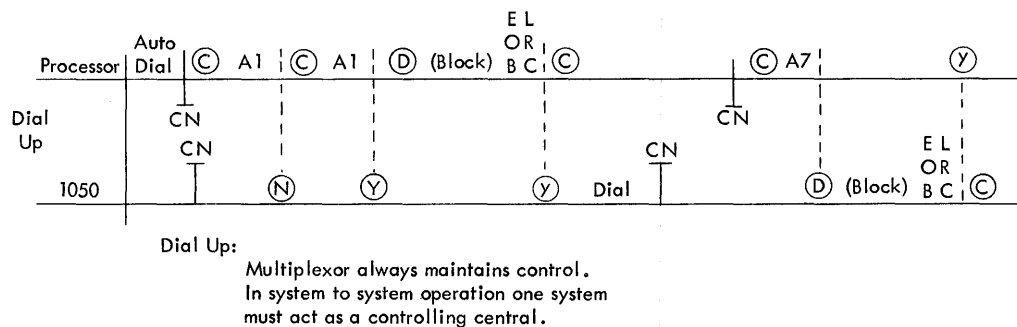 E L
O R
Auto
Processor Dial Ⓒ A1 Ⓒ A1 Ⓓ (Block) B C Ⓒ Ⓒ A7 ⓨ
CN CN
Dial
Up
CN CN E L
O R
1050 Ⓝ Ⓨ ⓨ Dial Ⓓ (Block) B C Ⓒ
Dial Up:
Multiplexor always maintains control.
In system to system operation one system
must act as a controlling central.